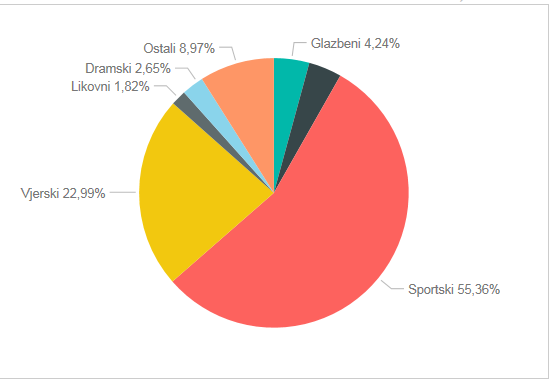 Ostali 8,97%
Glazbeni 4,24%
Dramski 2,65%
Likovni 1,82%
Vjerski 22,99%
Sportski 55,36%